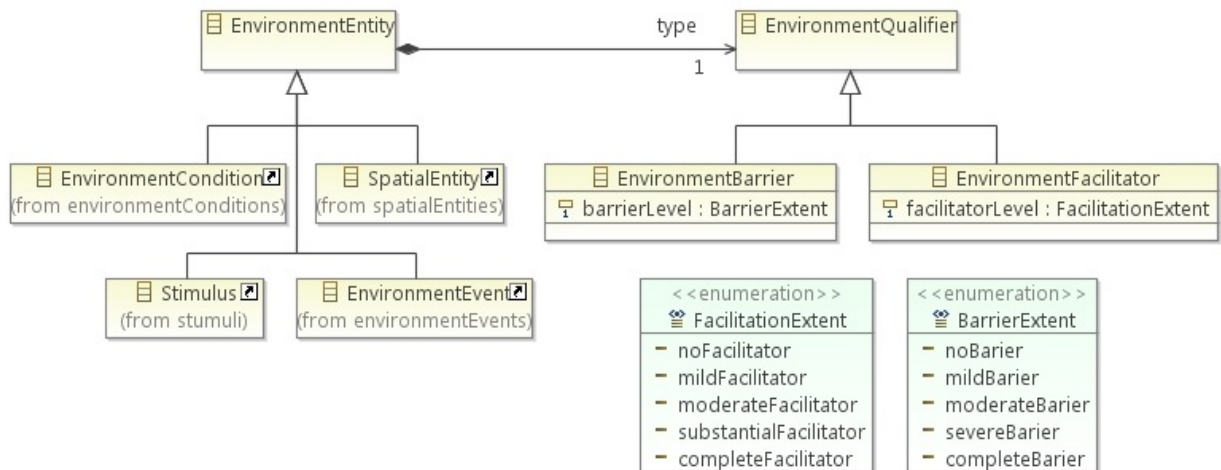 EnvironmentEntity
type
1
EnvironmentQualifier
EnvironmentCondition
(from environmentConditions)
SpatialEntity
(from spatialEntities)
EnvironmentBarrier
barrierLevel : BarrierExtent
EnvironmentFacilitator
facilitatorLevel : FacilitationExtent
Stimulus
(from stumuli)
EnvironmentEvent
(from environmentEvents)
<<enumeration>>
FacilitationExtent
noFacilitator
mildFacilitator
moderateFacilitator
substantialFacilitator
completeFacilitator
<<enumeration>>
BarrierExtent
noBarier
mildBarier
moderateBarier
severeBarier
completeBarier